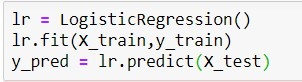 lr = LogisticRegression()
lr.fit(X_train,y_train)
y_pred = lr.predict(X_test)